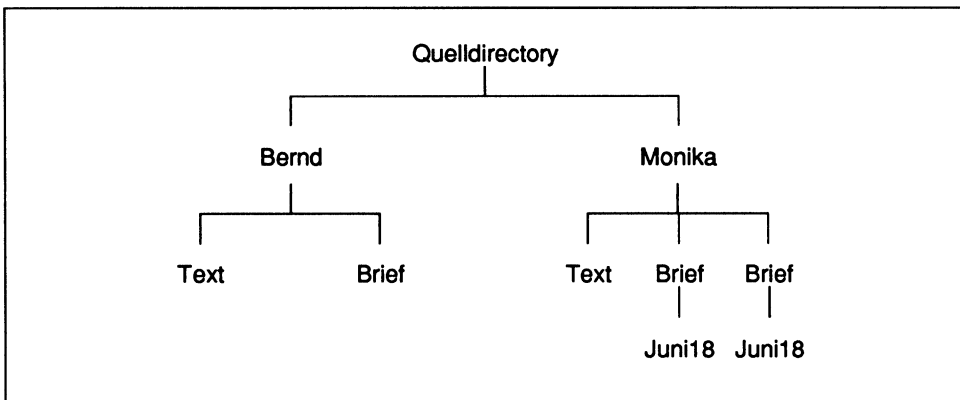 Quelldirectory
Bernd Monika
Text Brief Text Brief Brief
Juni18 Juni18